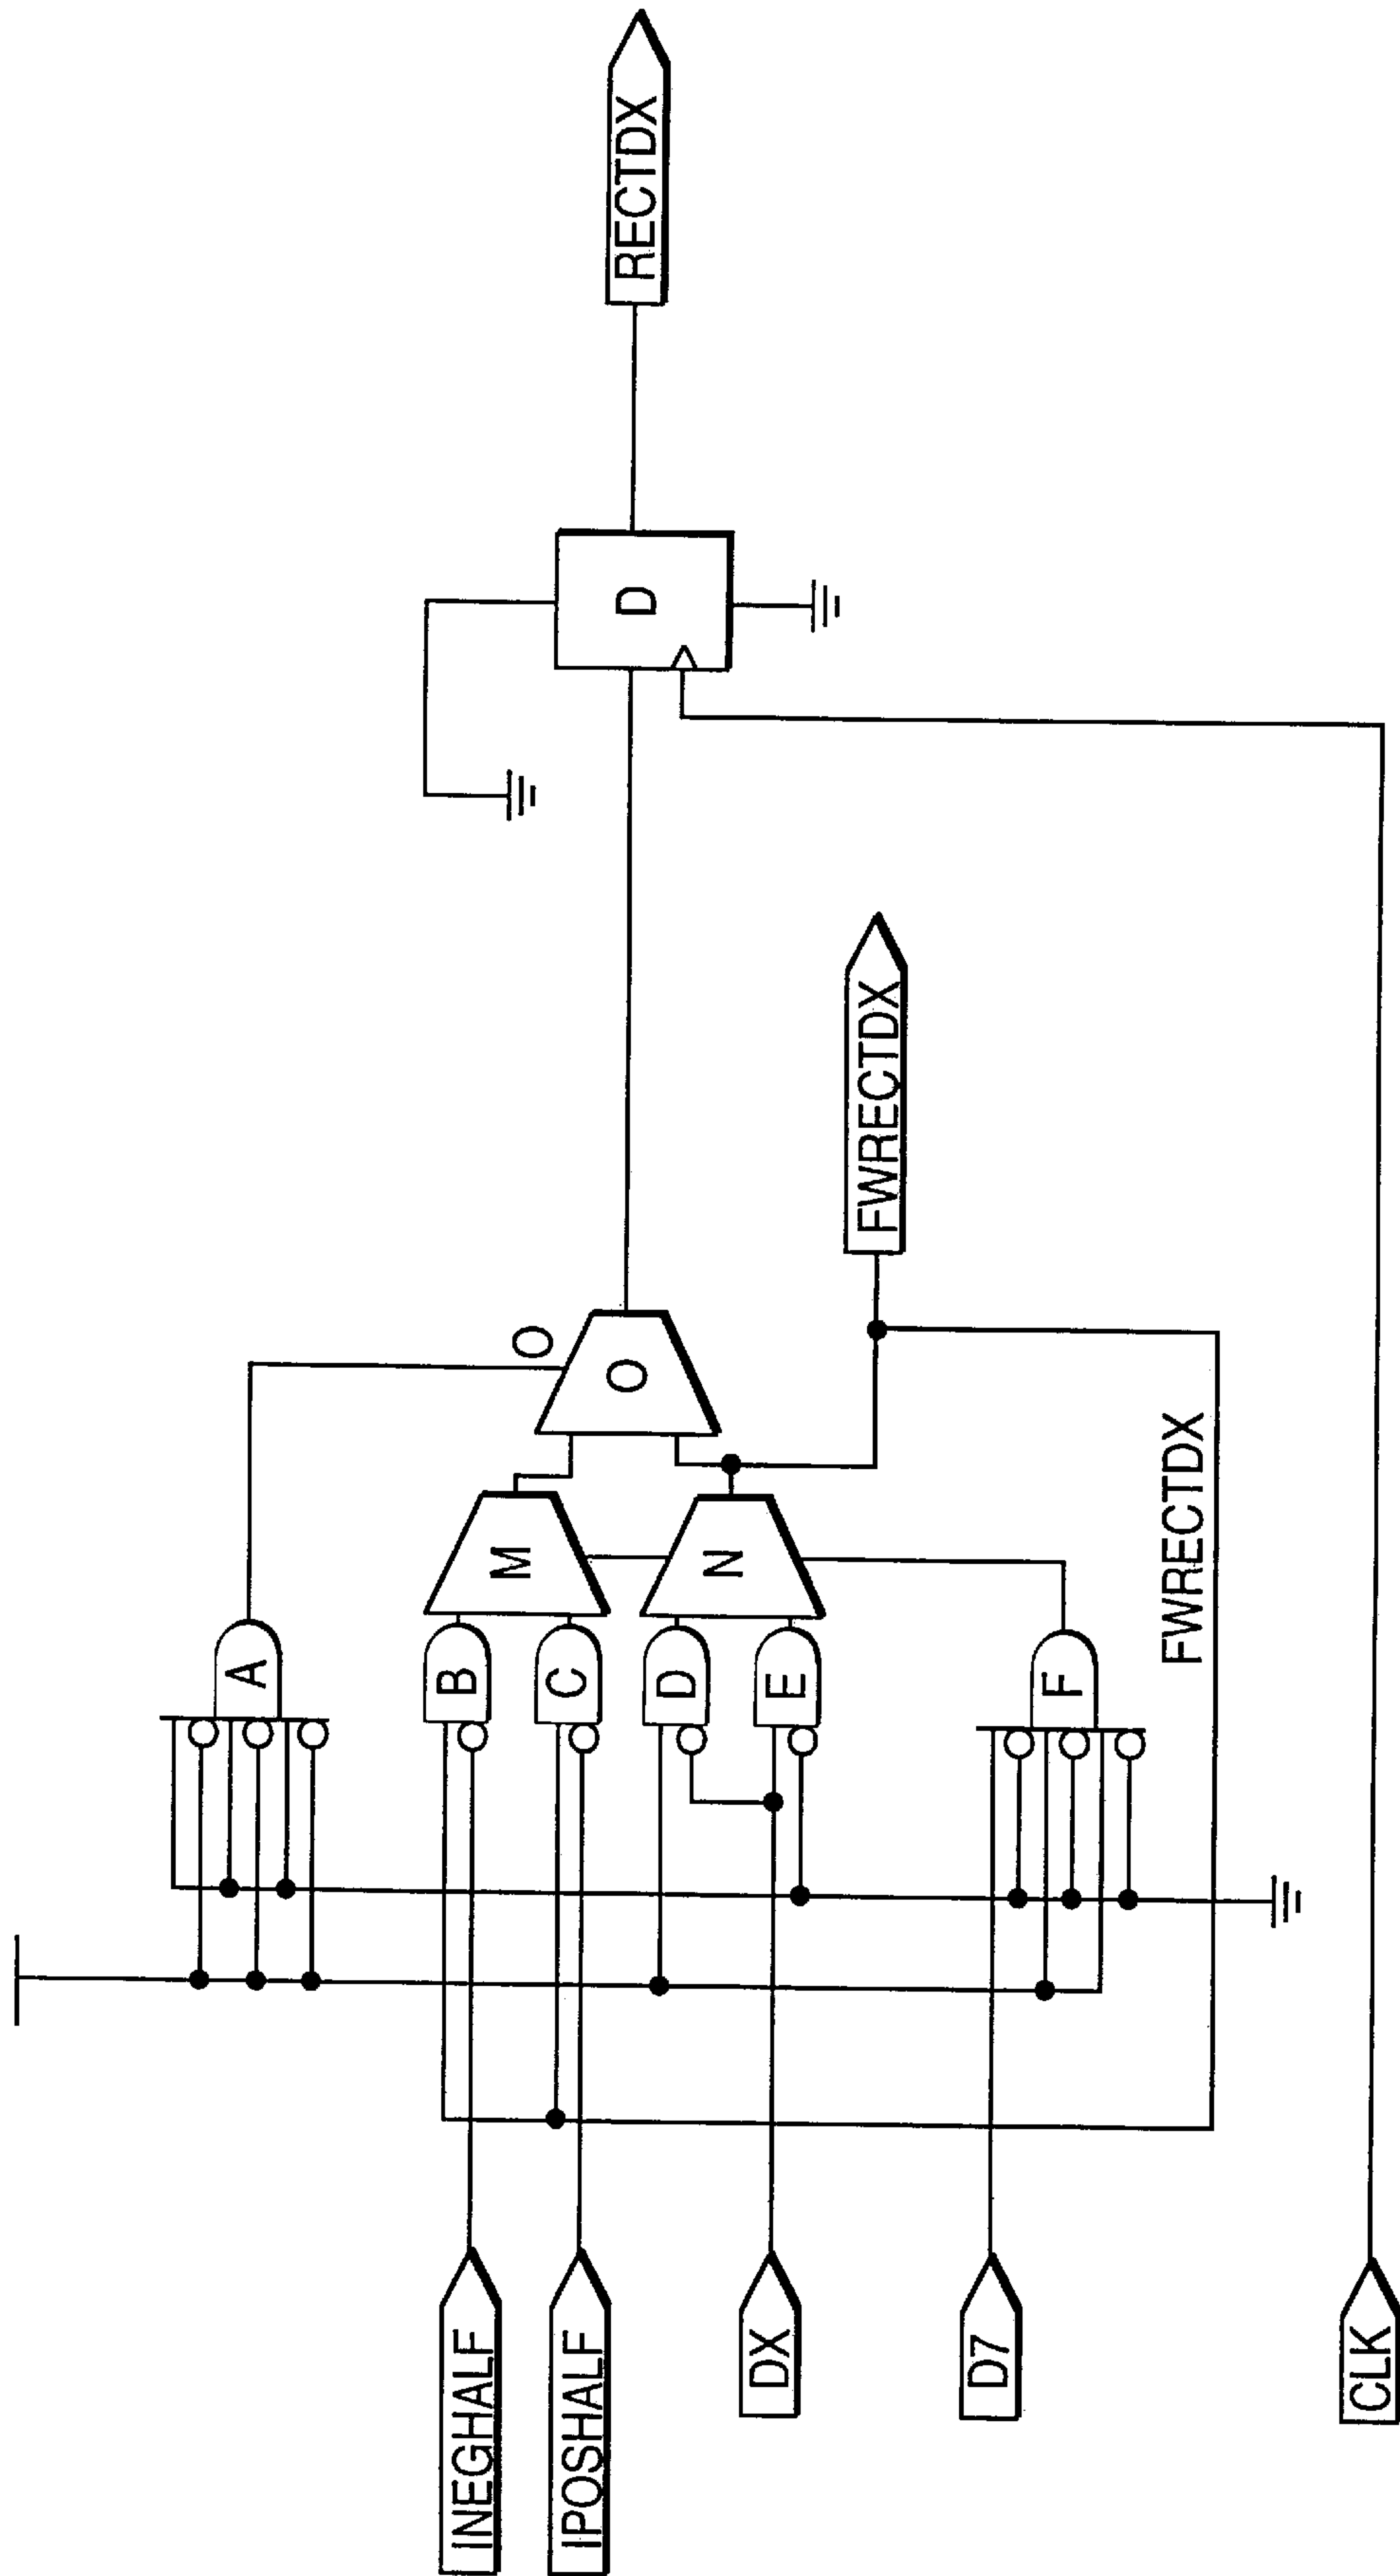 RECTDX
D
O
O
FWRECTDX
M
N
FWRECTDX
A
B
C
D
E
F
INEGHALF
IPOSHALF
DX
D7
CLK